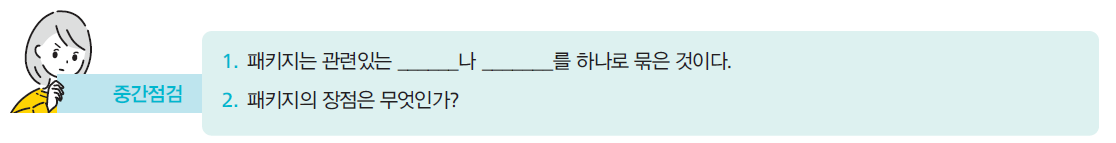 중간점검
1. 패키지는 관련있는 ______나 _______를 하나로 묶은 것이다.
2. 패키지의 장점은 무엇인가?